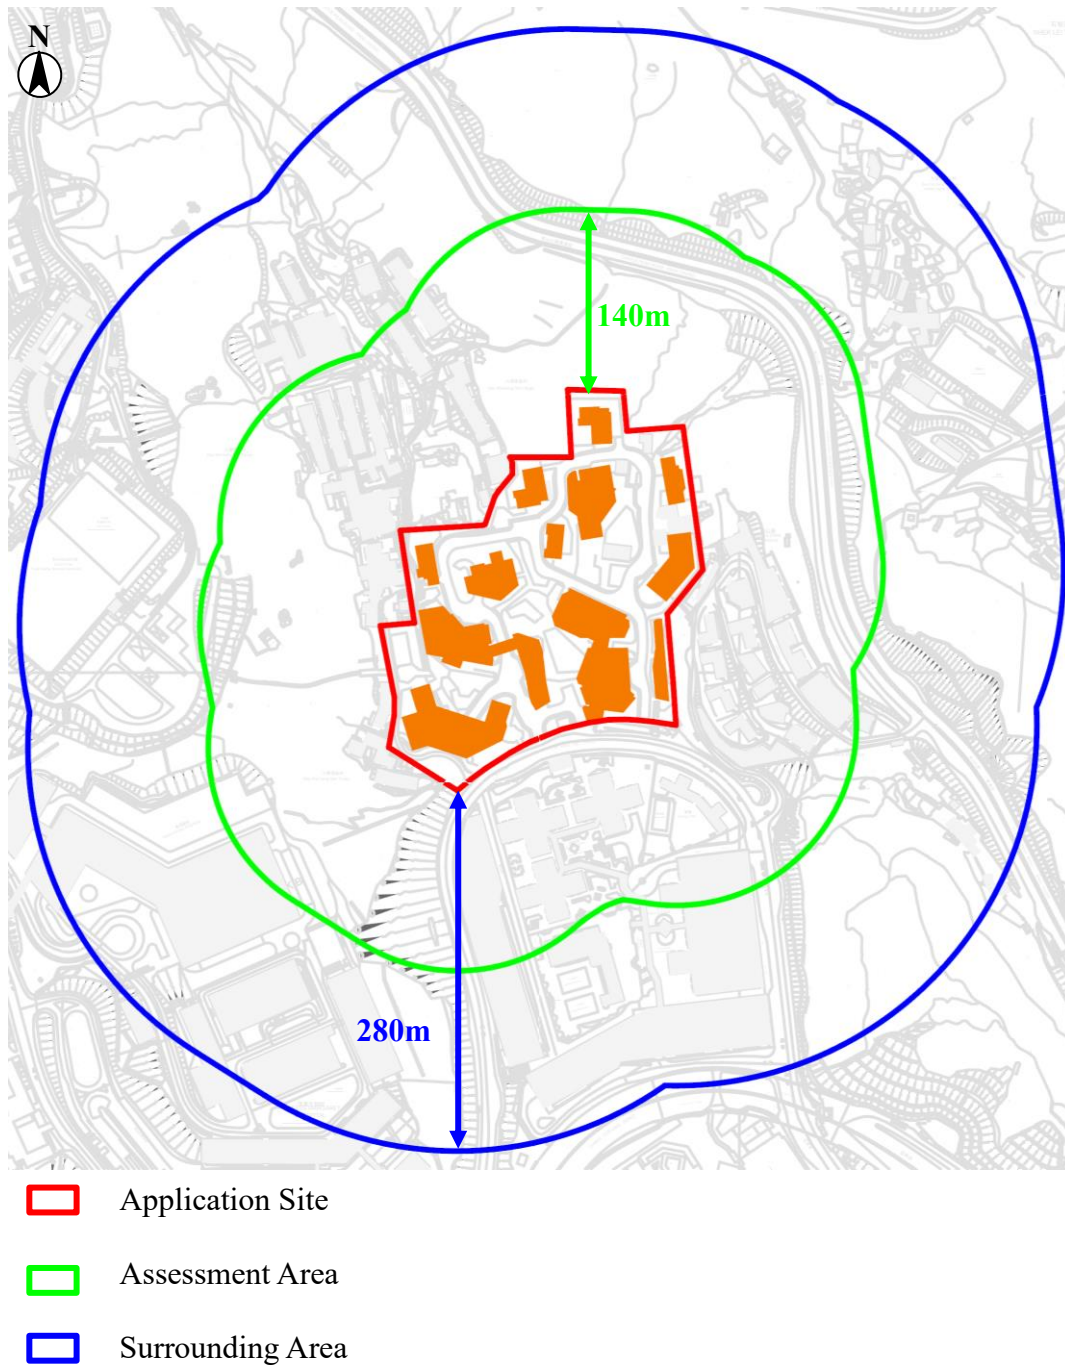 N
140m
280m
Application Site
Assessment Area
Surrounding Area